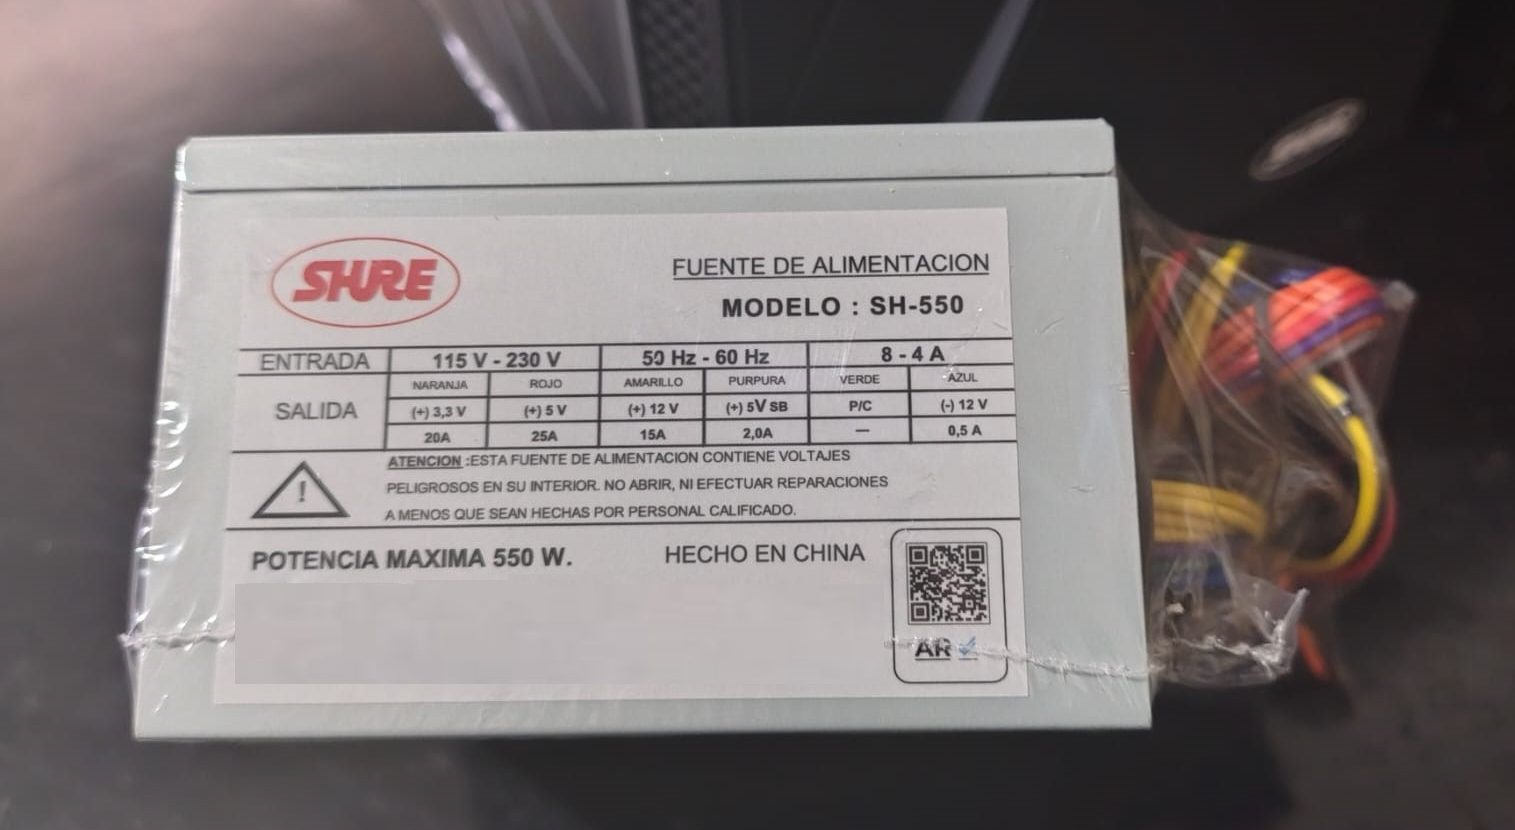 SHURE
FUENTE DE ALIMENTACION
MODELO : SH-550
ENTRADA 115 V - 230 V 50 Hz - 60 Hz 8 - 4 A
SALIDA
NARANJA ROJO AMARILLO PURPURA VERDE AZUL
(+) 3,3 V (+) 5 V (+) 12 V (+) 5V SB P/C (-) 12 V
20A 25A 15A 2,0A — 0,5 A
ATENCION :ESTA FUENTE DE ALIMENTACION CONTIENE VOLTAJES
PELIGROSOS EN SU INTERIOR. NO ABRIR, NI EFECTUAR REPARACIONES
A MENOS QUE SEAN HECHAS POR PERSONAL CALIFICADO.
!
POTENCIA MAXIMA 550 W.
HECHO EN CHINA
AR